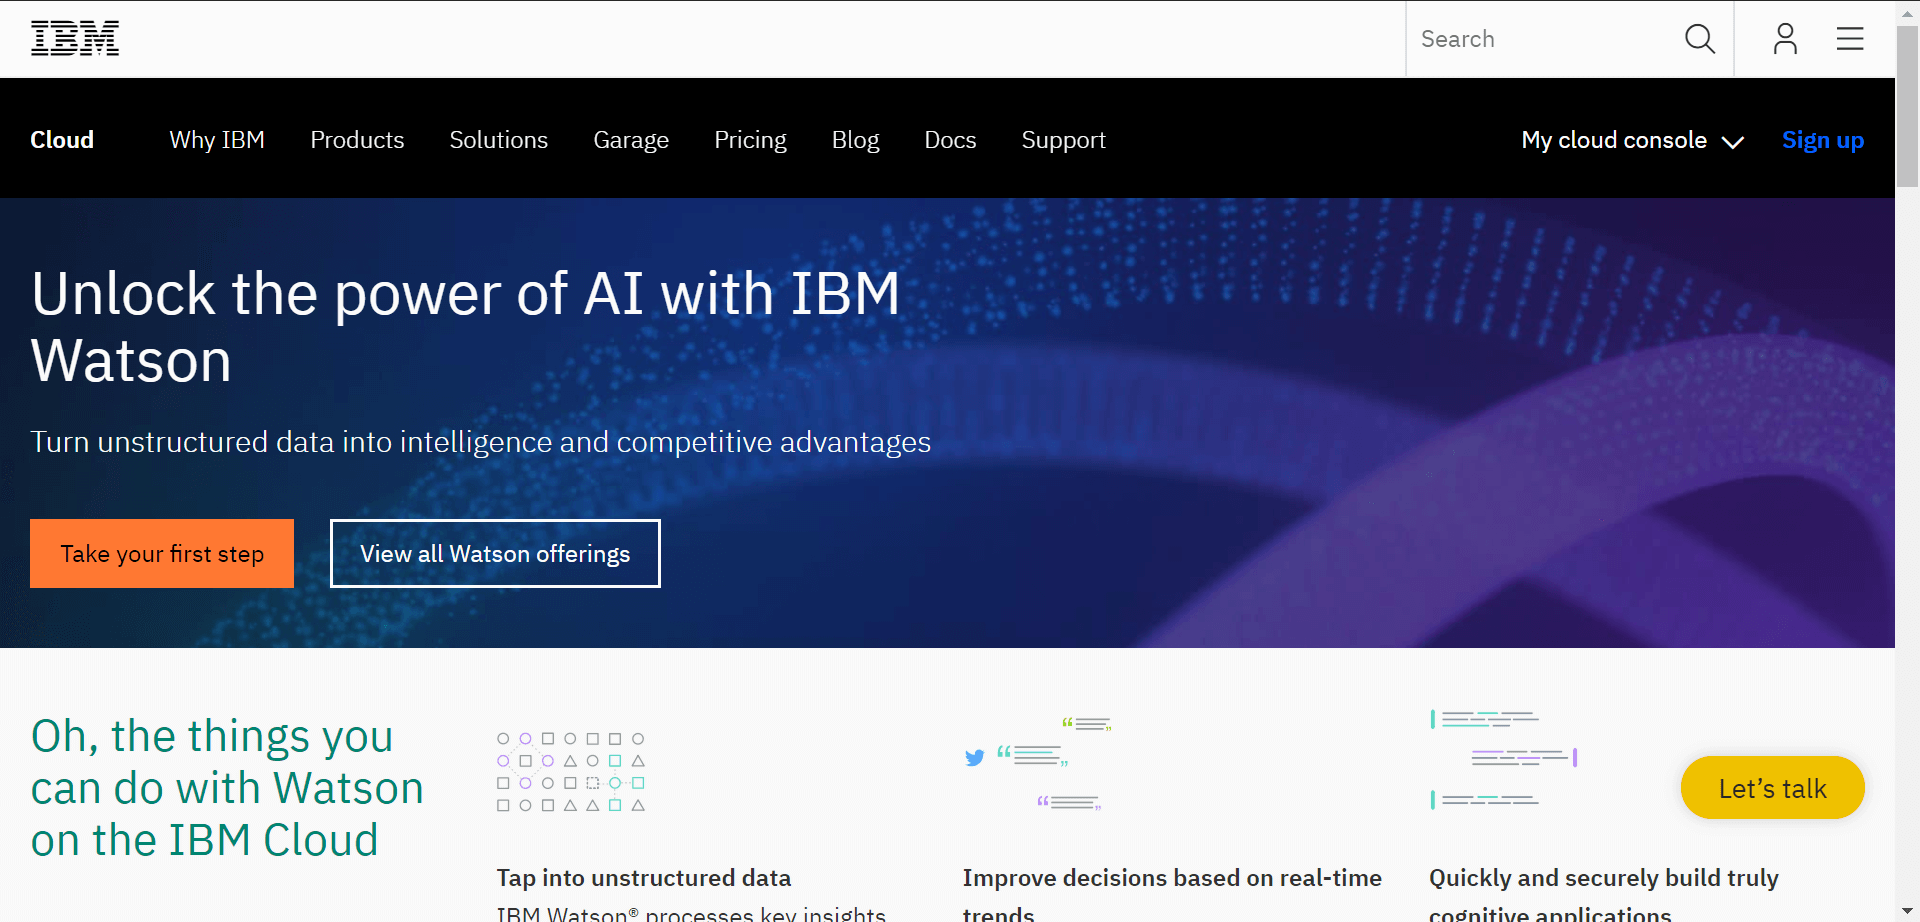 IBM
Search
Cloud Why IBM Products Solutions Garage Pricing Blog Docs Support My cloud console Sign up
Unlock the power of AI with IBM
Watson
Turn unstructured data into intelligence and competitive advantages
Take your first step View all Watson offerings
Oh, the things you
can do with Watson
on the IBM Cloud
Let’s talk
Tap into unstructured data
IBM Watson® processes key insights
Improve decisions based on real-time
trends
Quickly and securely build truly
cognitive applications